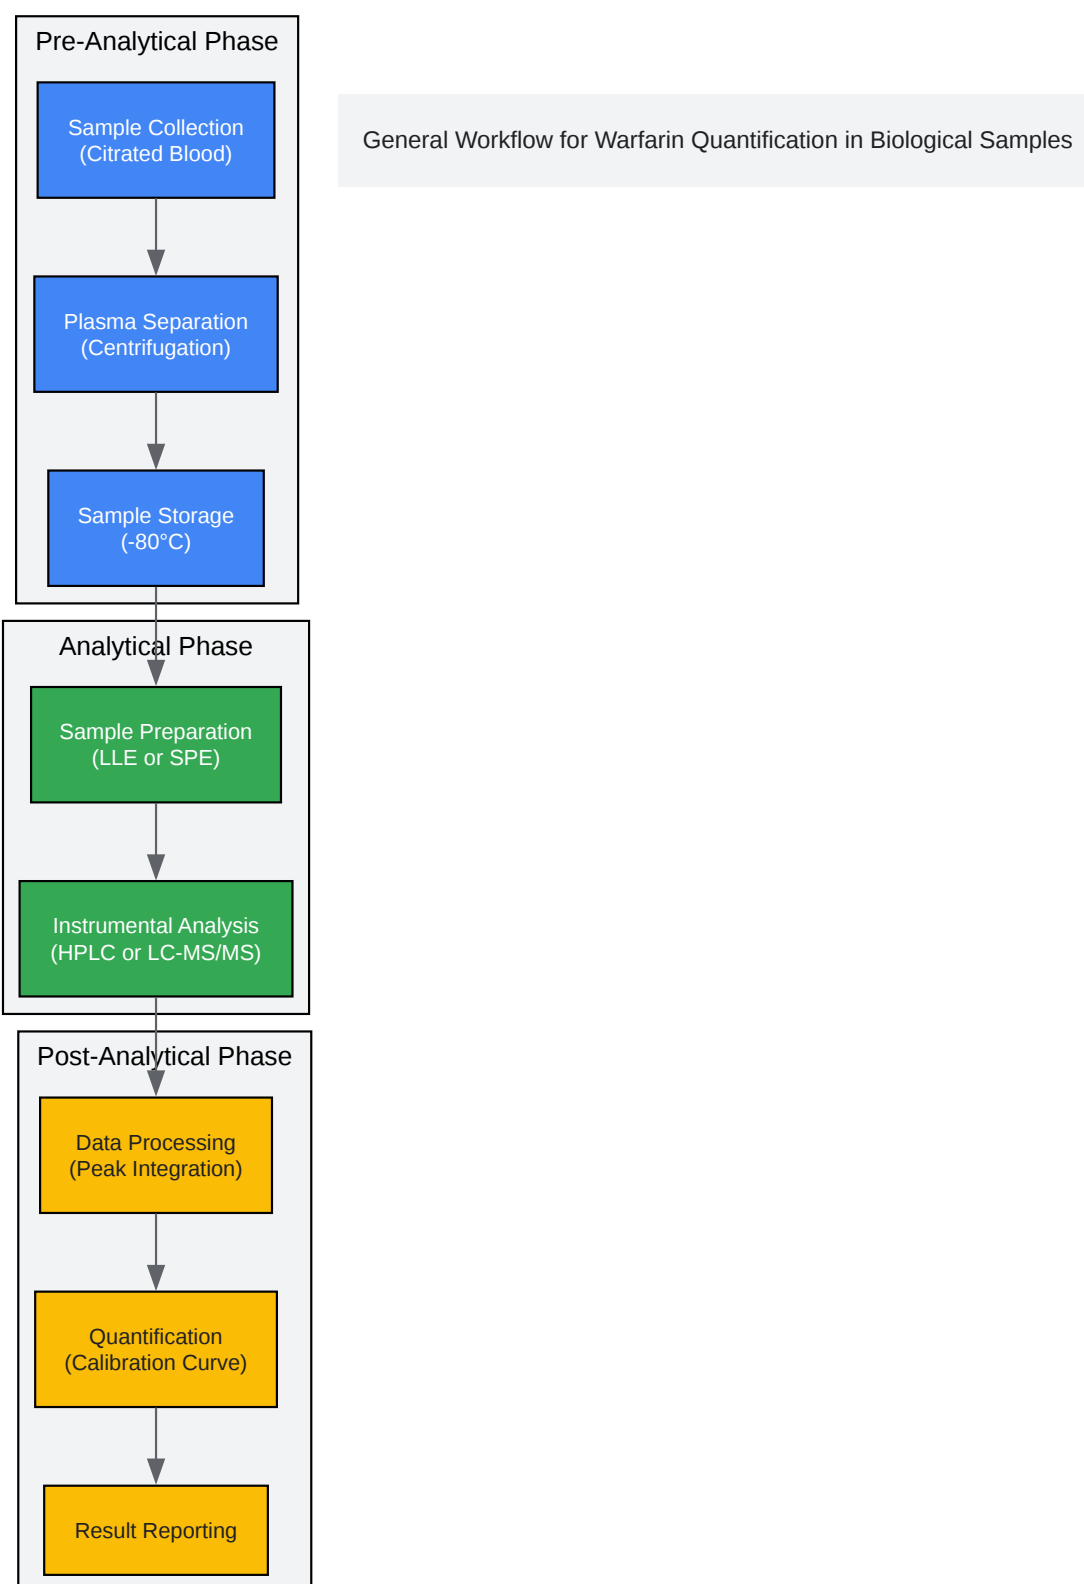 Pre-Analytical Phase
Sample Collection
(Citrated Blood)
General Workflow for Warfarin Quantification in Biological Samples
Plasma Separation
(Centrifugation)
Sample Storage
(-80°C)
Analytical Phase
Sample Preparation
(LLE or SPE)
Instrumental Analysis
(HPLC or LC-MS/MS)
Post-Analytical Phase
Data Processing
(Peak Integration)
Quantification
(Calibration Curve)
Result Reporting